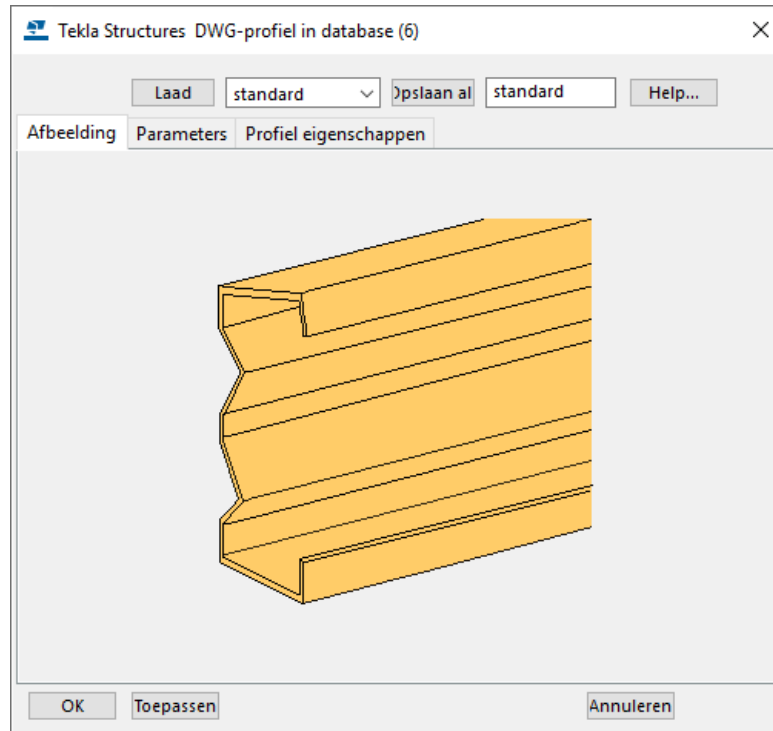 Tekla Structures DWG-profiel in database (6)
Laad standard Opslaan al standard Help...
Afbeelding Parameters Profiel eigenschappen
OK Toepassen Annuleren